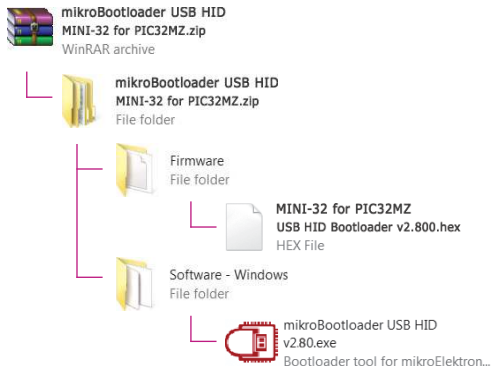 mikroBootloader USB HID
MINI-32 for PIC32MZ.zip
WinRAR archive
mikroBootloader USB HID
MINI-32 for PIC32MZ.zip
File folder
Firmware
File folder
MINI-32 for PIC32MZ
USB HID Bootloader v2.800.hex
HEX File
Software - Windows
File folder
mikroBootloader USB HID
v2.80.exe
Bootloader tool for mikroElektron...